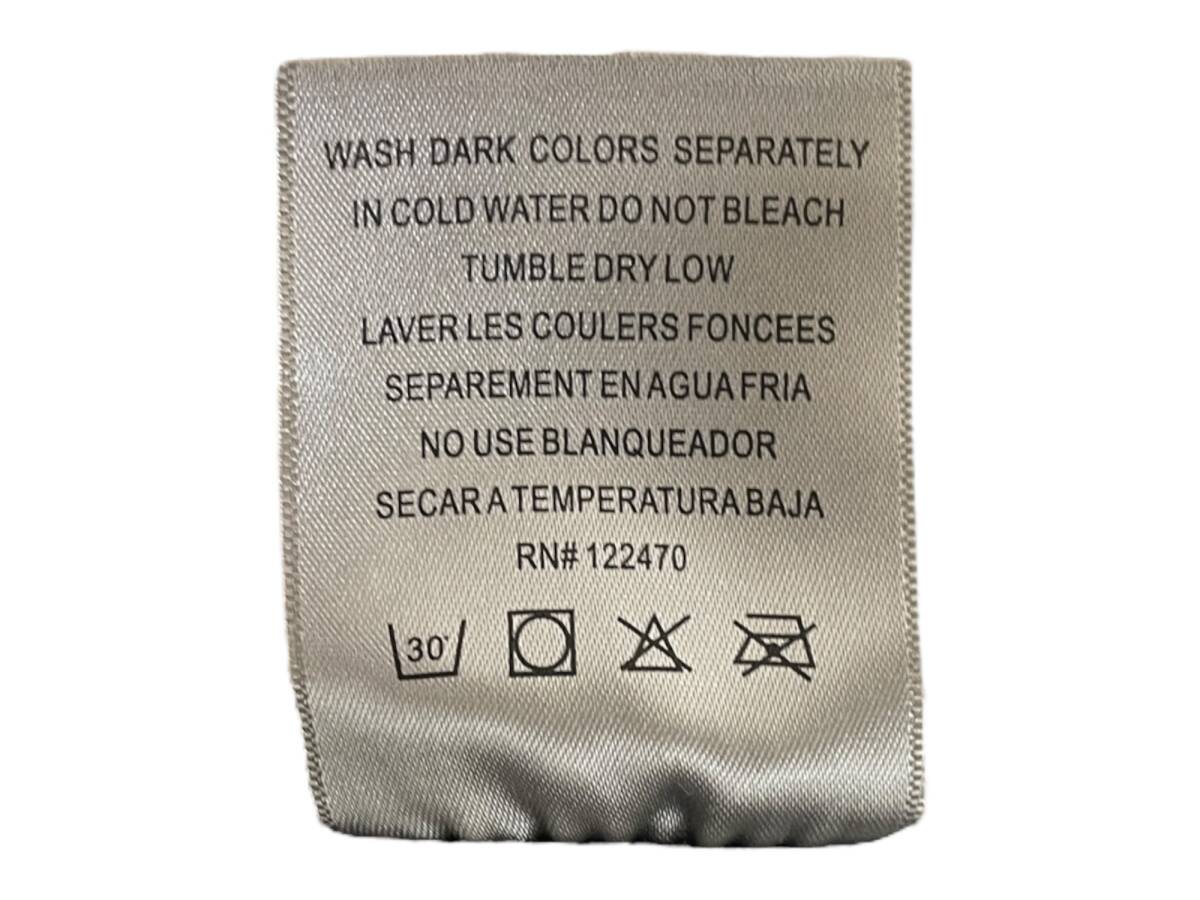 WASH DARK COLORS SEPARATELY
IN COLD WATER DO NOT BLEACH
TUMBLE DRY LOW
LAVER LES COULERS FONCEES
SEPAREMENT EN AGUA FRIA
NO USE BLANQUEADOR
SECAR A TEMPERATURA BAJA
RN# 122470
30°